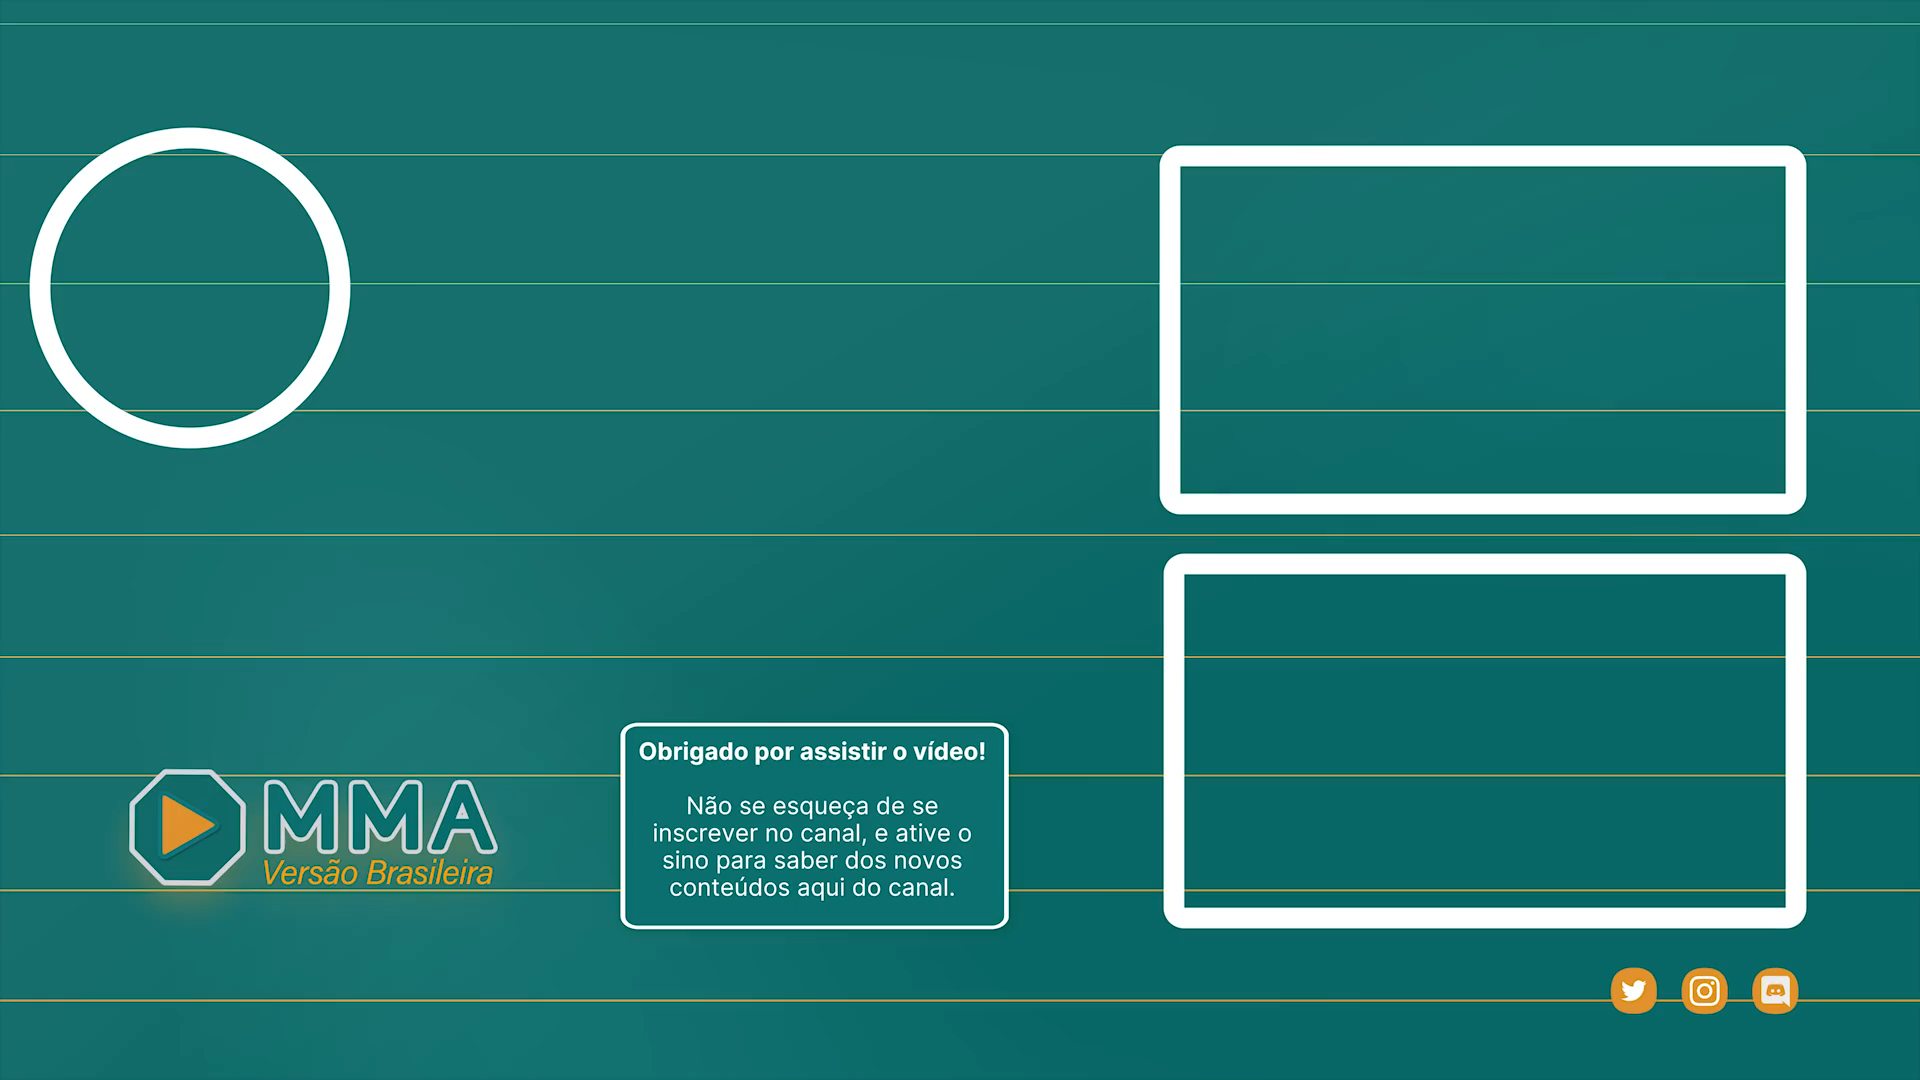 Obrigado por assistir o vídeo!
Não se esqueça de se
inscrever no canal, e ative o
sino para saber dos novos
conteúdos aqui do canal.
MMA
Versão Brasileira